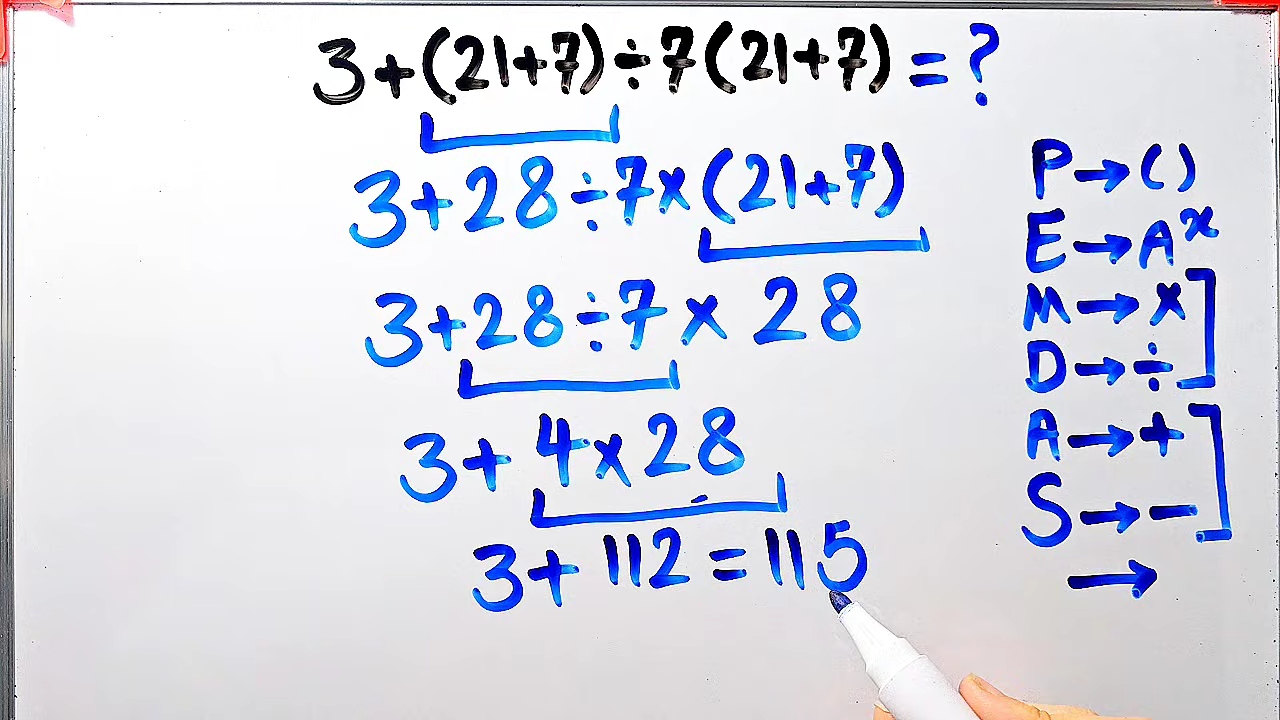 3+(21+7)÷7(21+7)=?
3+28÷7×(21+7)
3+28÷7×28
3+4×28
3+112=115
P→()
E→Aˣ
M→×
D→÷
A→+
S→−
→